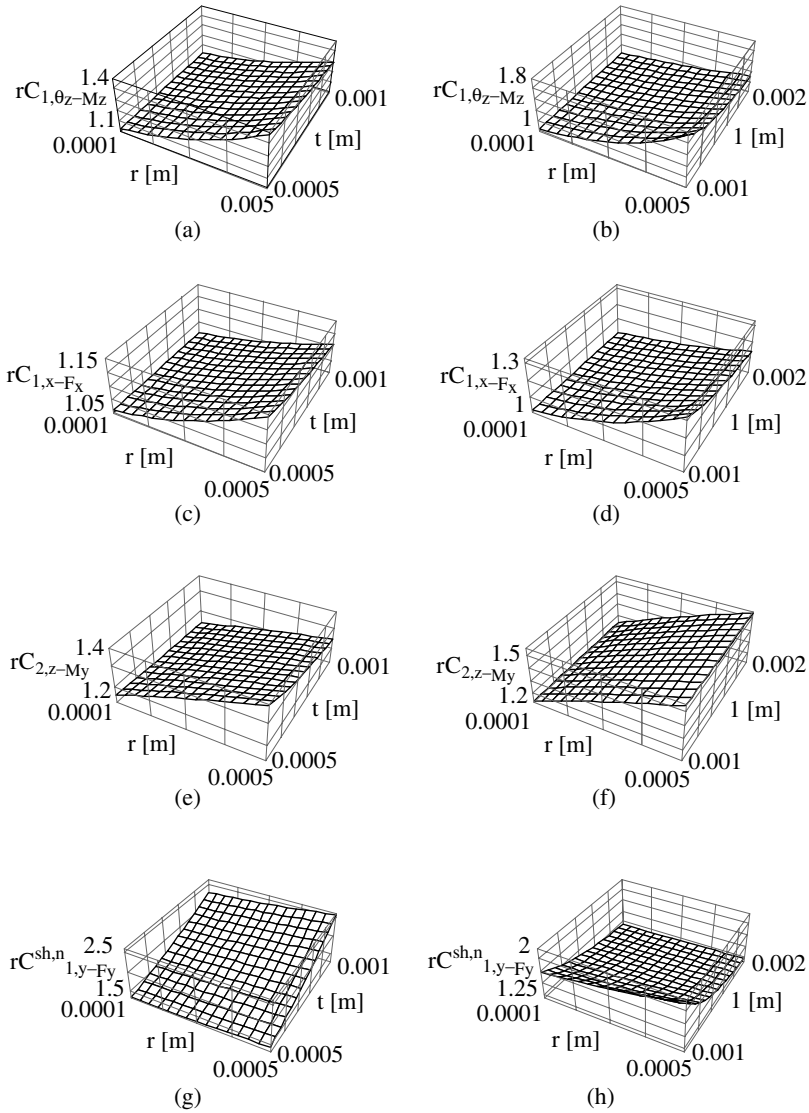 1.4
rC1,θz−Mz
1.1
0.0001
r [m]
0.005
0.0005
t [m]
0.001
(a)
1.8
rC1,θz−Mz
1
0.0001
r [m]
0.0005
0.001
l [m]
0.002
(b)
1.15
rC1,x−Fx
1.05
0.0001
r [m]
0.0005
0.0005
t [m]
0.001
(c)
1.3
rC1,x−Fx
1
0.0001
r [m]
0.0005
0.001
l [m]
0.002
(d)
1.4
rC2,z−My
1.2
0.0001
r [m]
0.0005
0.0005
t [m]
0.001
(e)
1.5
rC2,z−My
1.2
0.0001
r [m]
0.0005
0.001
l [m]
0.002
(f)
2.5
rCsh,n1,y−Fy
1.5
0.0001
r [m]
0.0005
0.0005
t [m]
0.001
(g)
2
rCsh,n1,y−Fy
1.25
0.0001
r [m]
0.0005
0.001
l [m]
0.002
(h)